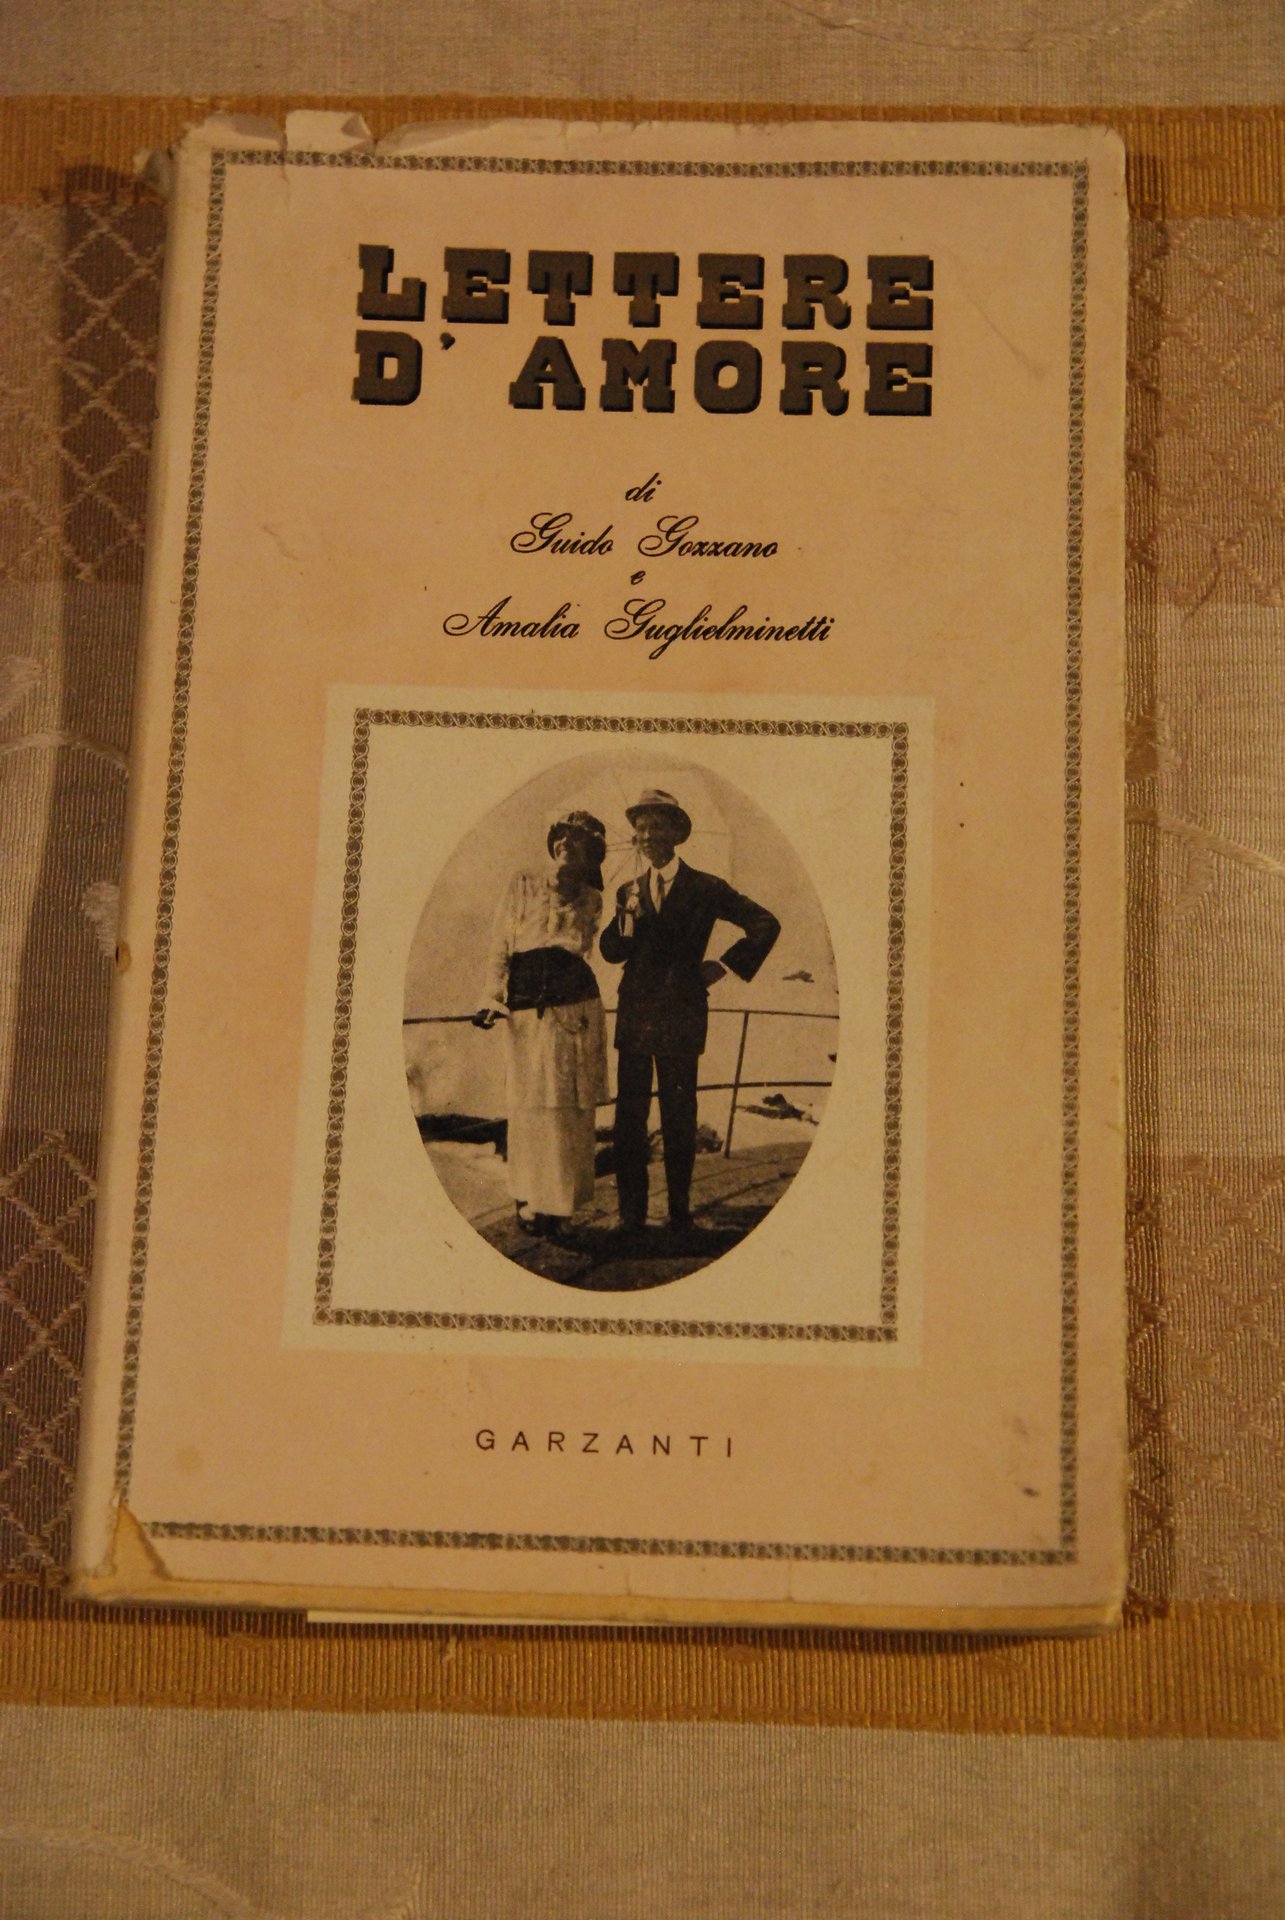 LETTERE
D' AMORE
di
Guido Gozzano
e
Amalia Guglielminetti
GARZANTI